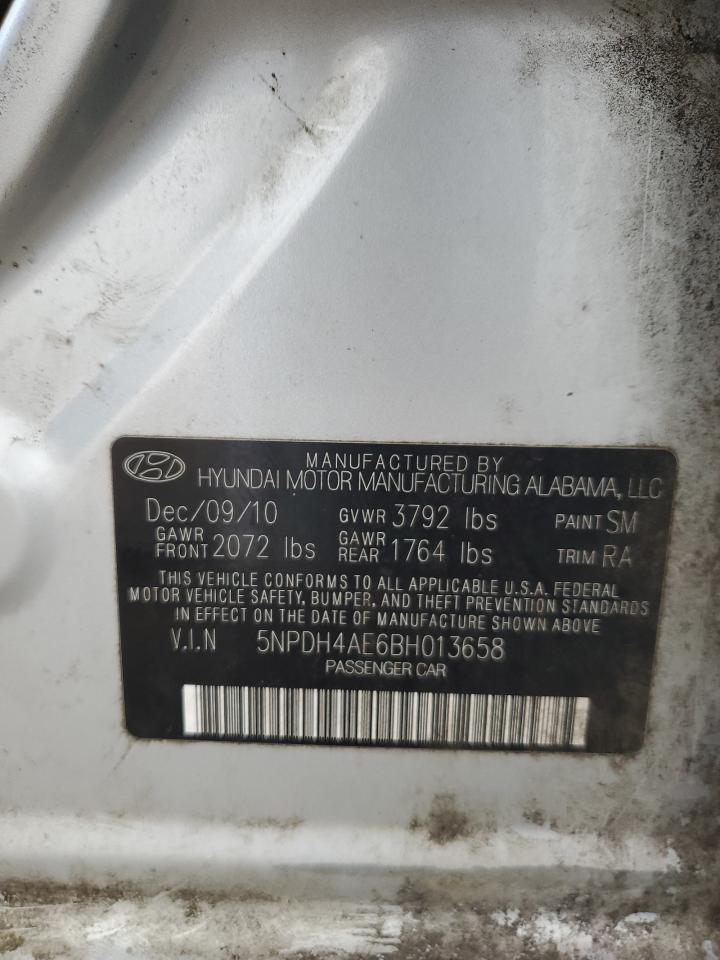 MANUFACTURED BY
HYUNDAI MOTOR MANUFACTURING ALABAMA, LLC
Dec/09/10 GVWR 3792 lbs PAINT SM
GAWR FRONT 2072 lbs GAWR REAR 1764 lbs TRIM RA
THIS VEHICLE CONFORMS TO ALL APPLICABLE U.S.A. FEDERAL
MOTOR VEHICLE SAFETY, BUMPER, AND THEFT PREVENTION STANDARDS
IN EFFECT ON THE DATE OF MANUFACTURE SHOWN ABOVE
V.I.N 5NPDH4AE6BH013658
PASSENGER CAR